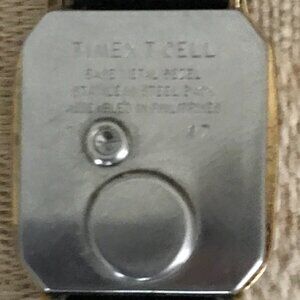 TIMEX T CELL
BASE METAL BEZEL
STAINLESS STEEL BACK
ASSEMBLED IN PHILIPPINES